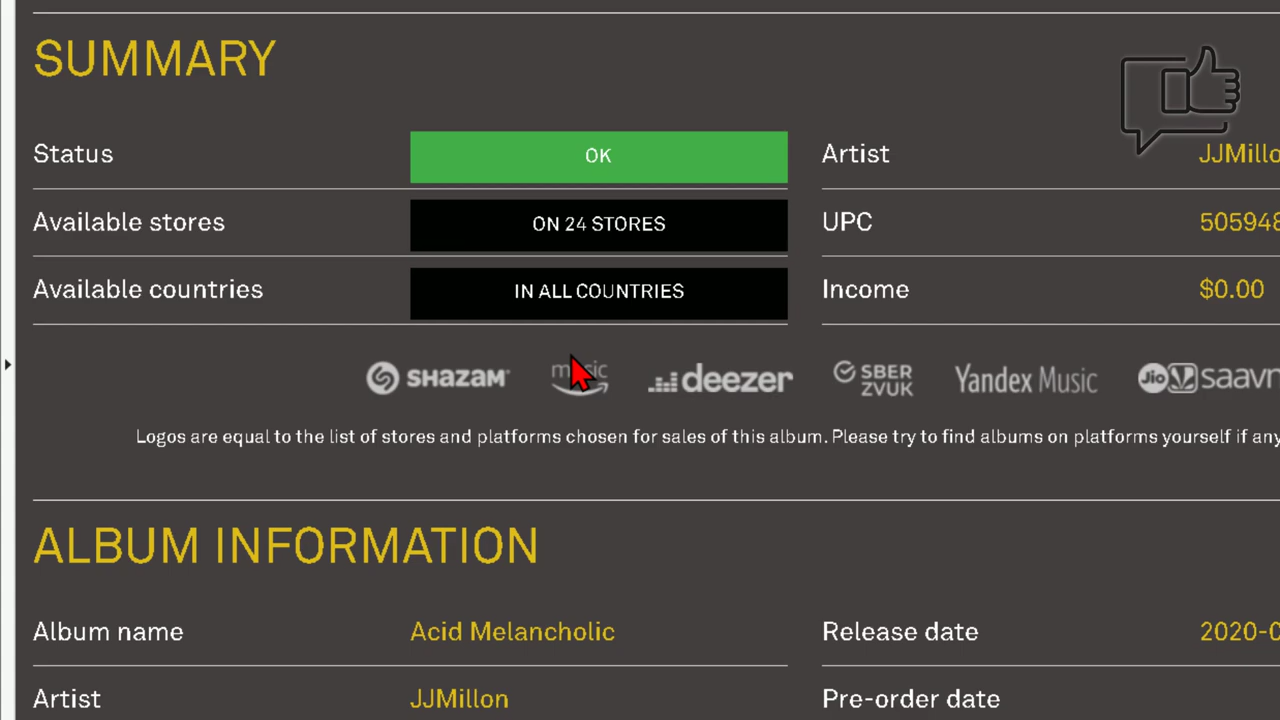 SUMMARY
Status OK Artist JJMillo
Available stores ON 24 STORES UPC 505948
Available countries IN ALL COUNTRIES Income $0.00
SHAZAM music deezer SBER ZVUK Yandex Music Jio saavn
Logos are equal to the list of stores and platforms chosen for sales of this album. Please try to find albums on platforms yourself if any
ALBUM INFORMATION
Album name Acid Melancholic Release date 2020-0
Artist JJMillon Pre-order date